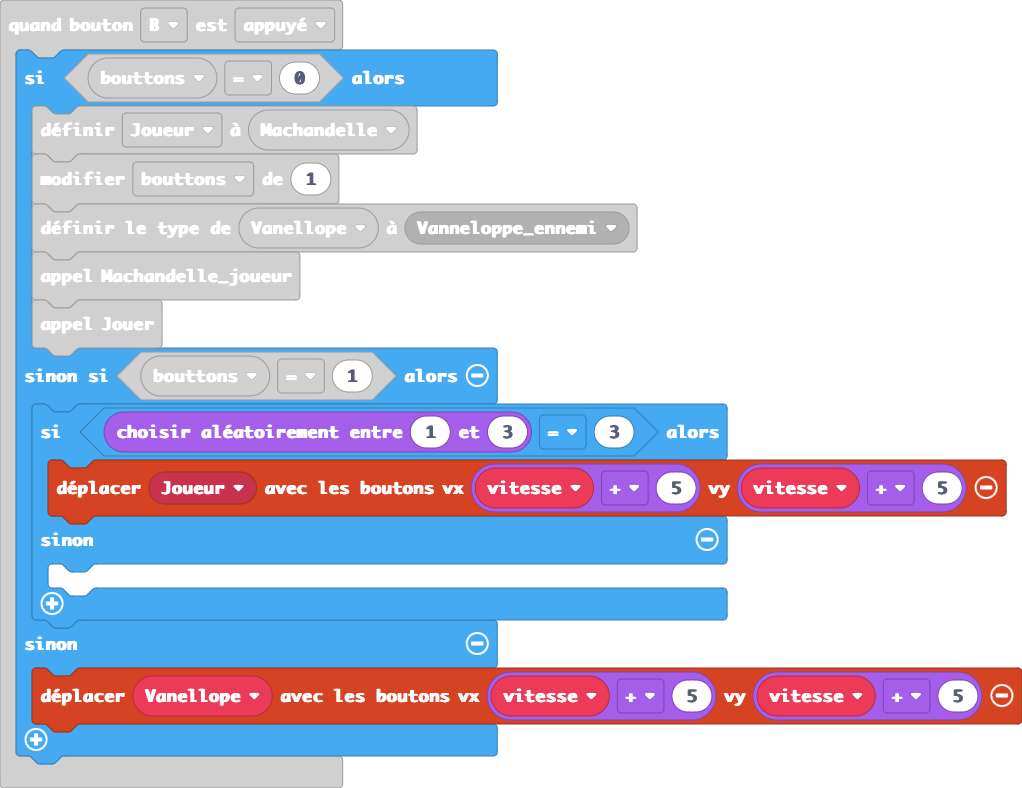 quand bouton B est appuyé
si bouttons = 0 alors
définir Joueur à Machandelle
modifier bouttons de 1
définir le type de Vanellope à Vanneloppe_ennemi
appel Machandelle_joueur
appel Jouer
sinon si bouttons = 1 alors
si choisir aléatoirement entre 1 et 3 = 3 alors
déplacer Joueur avec les boutons vx vitesse + 5 vy vitesse + 5
sinon
sinon
déplacer Vanellope avec les boutons vx vitesse + 5 vy vitesse + 5